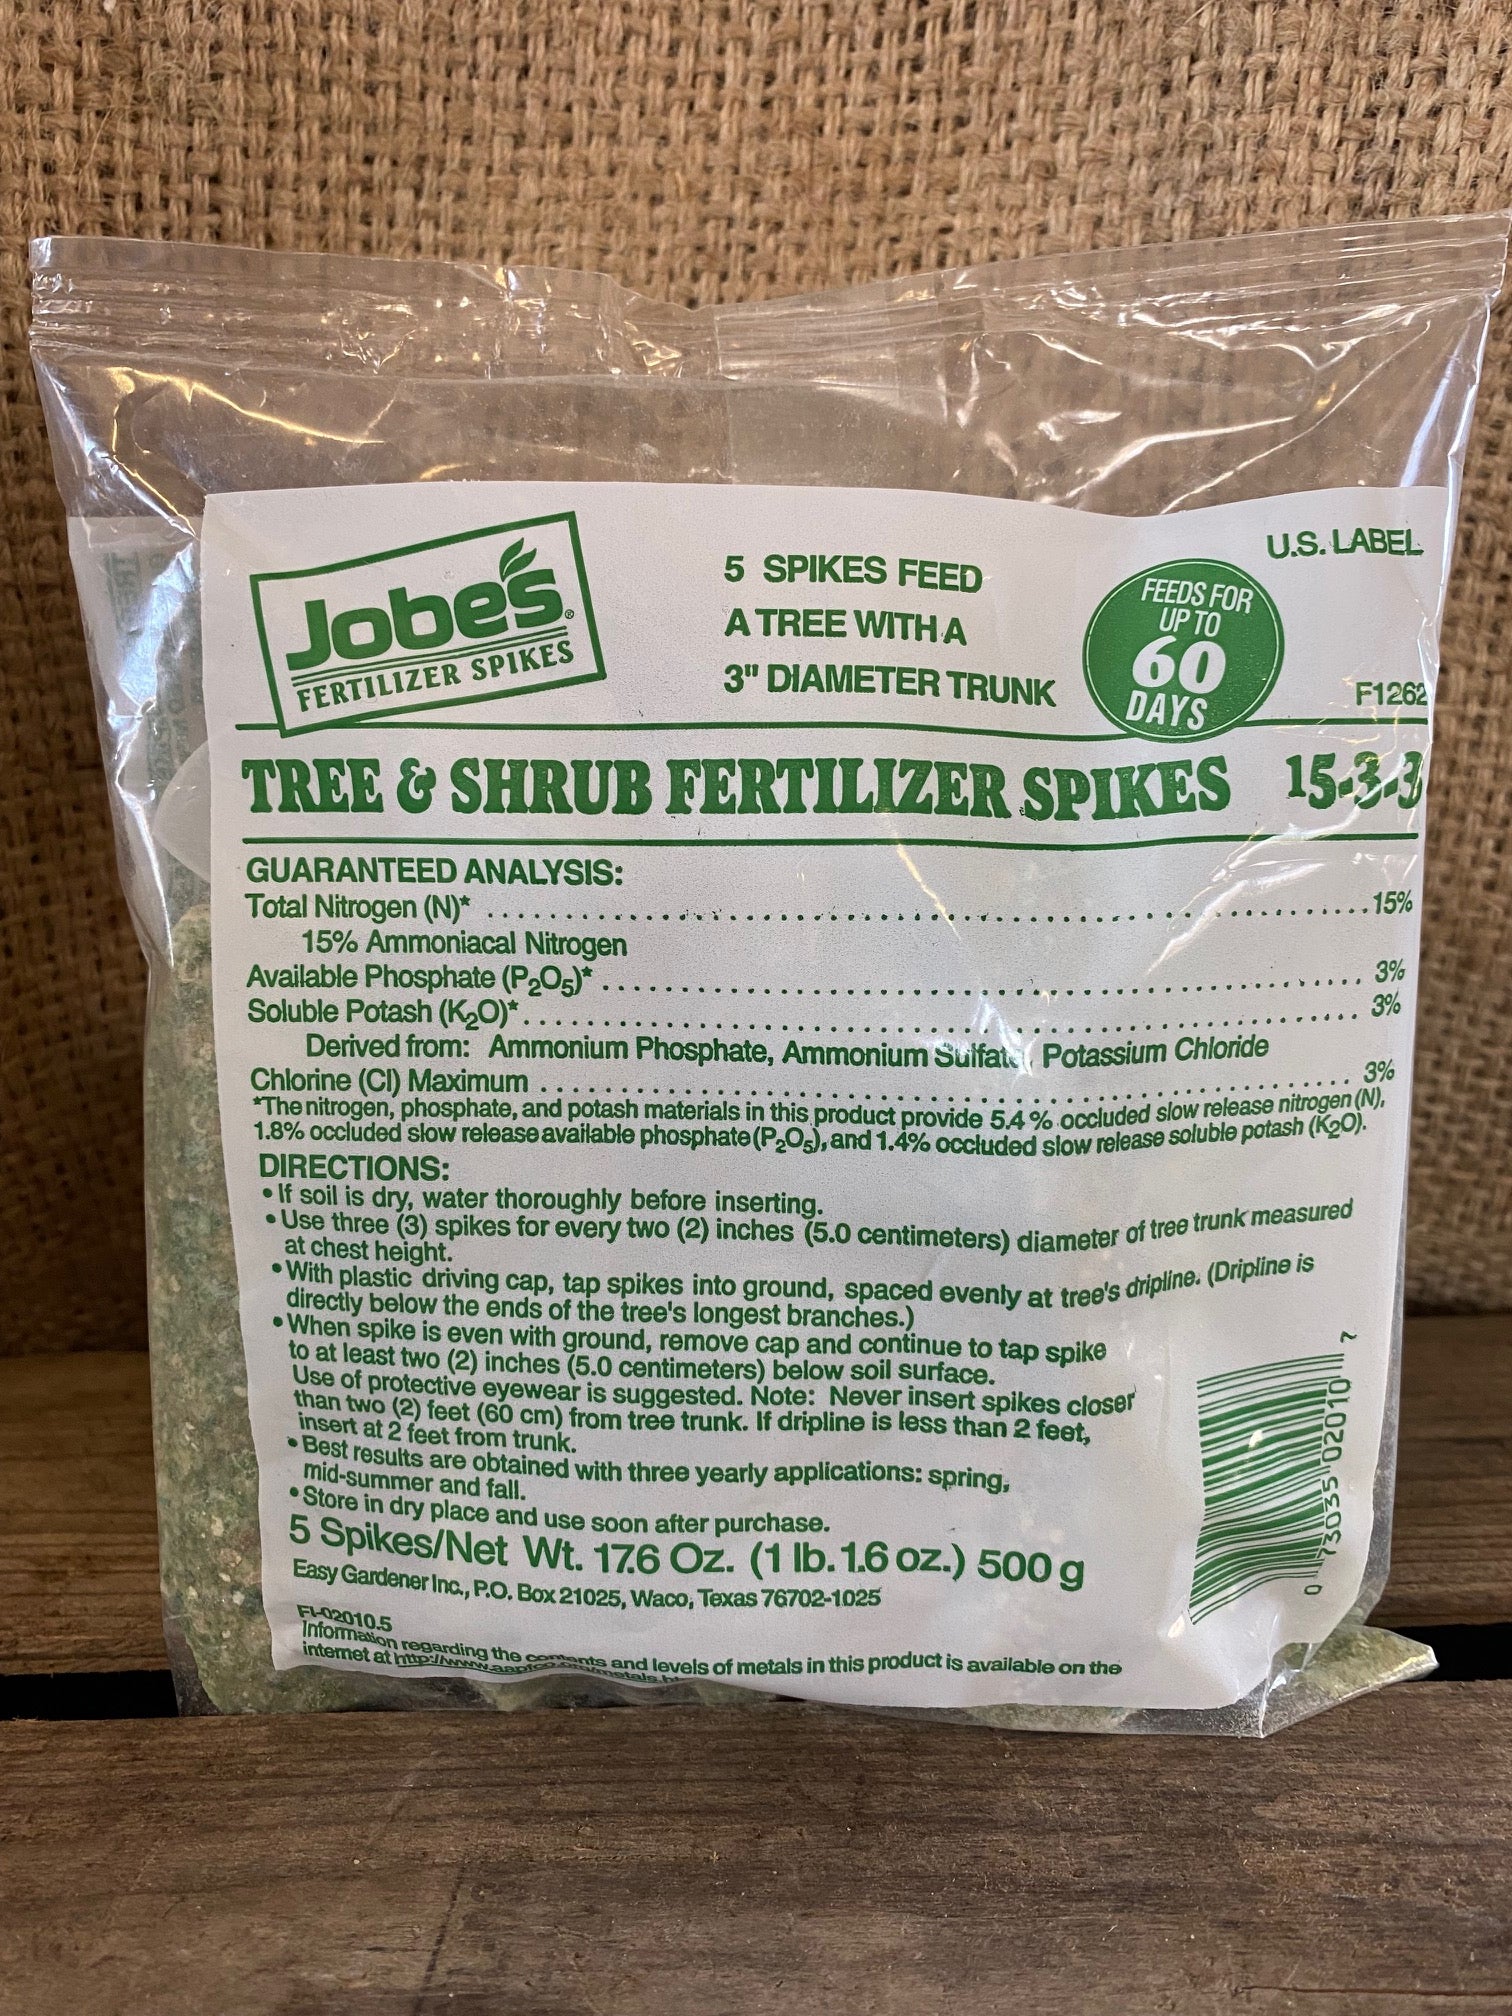 Jobe's®
FERTILIZER SPIKES
5 SPIKES FEED
A TREE WITH A
3" DIAMETER TRUNK
FEEDS FOR
UP TO
60
DAYS
U.S. LABEL
F1262
TREE & SHRUB FERTILIZER SPIKES 15-3-3
GUARANTEED ANALYSIS:
Total Nitrogen (N)* 15%
15% Ammoniacal Nitrogen
Available Phosphate (P₂O₅)* 3%
Soluble Potash (K₂O)* 3%
Derived from: Ammonium Phosphate, Ammonium Sulfate, Potassium Chloride
Chlorine (Cl) Maximum 3%
*The nitrogen, phosphate, and potash materials in this product provide 5.4% occluded slow release nitrogen (N),
1.8% occluded slow release available phosphate (P₂O₅), and 1.4% occluded slow release soluble potash (K₂O).
DIRECTIONS:
• If soil is dry, water thoroughly before inserting.
• Use three (3) spikes for every two (2) inches (5.0 centimeters) diameter of tree trunk measured
at chest height.
• With plastic driving cap, tap spikes into ground, spaced evenly at tree's dripline. (Dripline is
directly below the ends of the tree's longest branches.)
• When spike is even with ground, remove cap and continue to tap spike
to at least two (2) inches (5.0 centimeters) below soil surface.
Use of protective eyewear is suggested. Note: Never insert spikes closer
than two (2) feet (60 cm) from tree trunk. If dripline is less than 2 feet,
insert at 2 feet from trunk.
• Best results are obtained with three yearly applications: spring,
mid-summer and fall.
• Store in dry place and use soon after purchase.
5 Spikes/Net Wt. 17.6 Oz. (1 lb. 1.6 oz.) 500 g
Easy Gardener Inc., P.O. Box 21025, Waco, Texas 76702-1025
FI-02010.5
Information regarding the contents and levels of metals in this product is available on the
internet at http://www.aapfco.org/metals.h
0 73035 02010 7